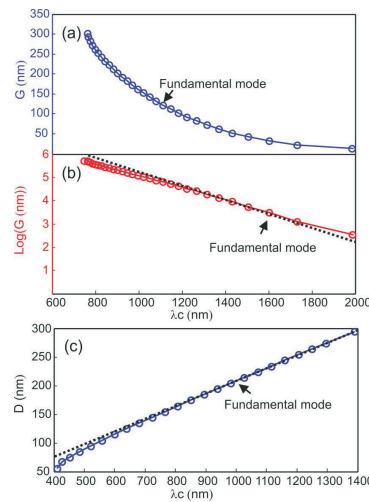 (a)
350
300
250
200
150
100
50
G (nm)
Fundamental mode
(b)
6
5
4
3
2
1
Log(G (nm))
Fundamental mode
600 800 1000 1200 1400 1600 1800 2000
λc (nm)
(c)
300
250
200
150
100
50
D (nm)
Fundamental mode
400 500 600 700 800 900 1000 1100 1200 1300 1400
λc (nm)